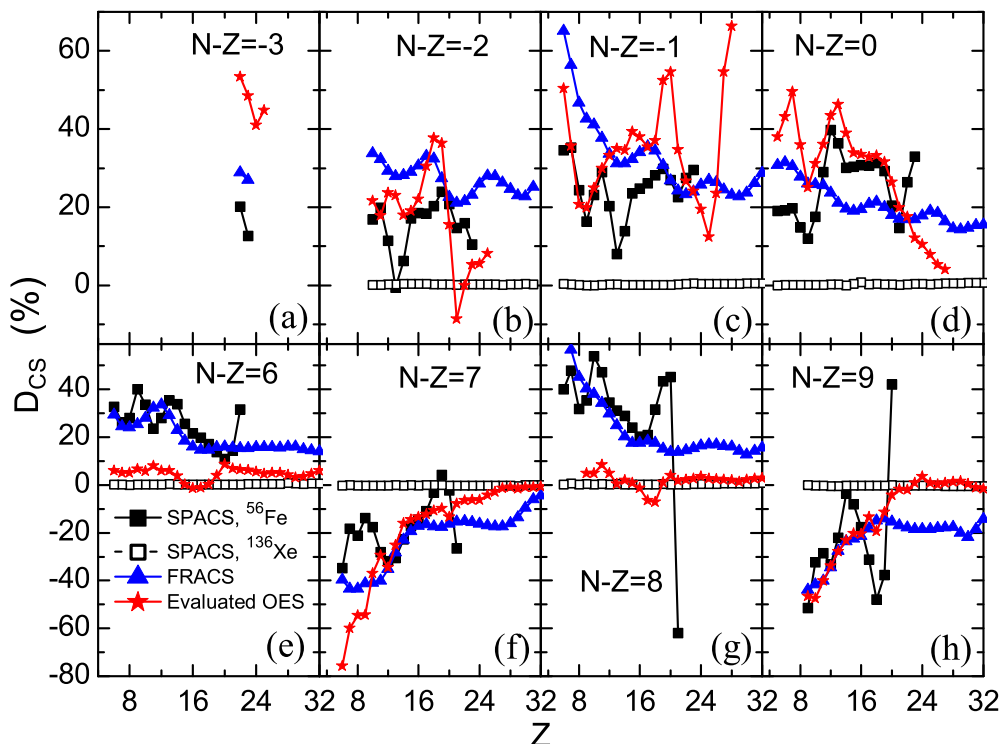 N-Z=-3
N-Z=-2
N-Z=-1
N-Z=0
60
40
20
0
(a)
(b)
(c)
(d)
D_CS (%)
N-Z=6
N-Z=7
N-Z=8
N-Z=9
40
20
0
-20
-40
-60
-80
SPACS, ⁵⁶Fe
SPACS, ¹³⁶Xe
FRACS
Evaluated OES
(e)
(f)
(g)
(h)
8 16 24 32 8 16 24 32 8 16 24 32 8 16 24 32
Z